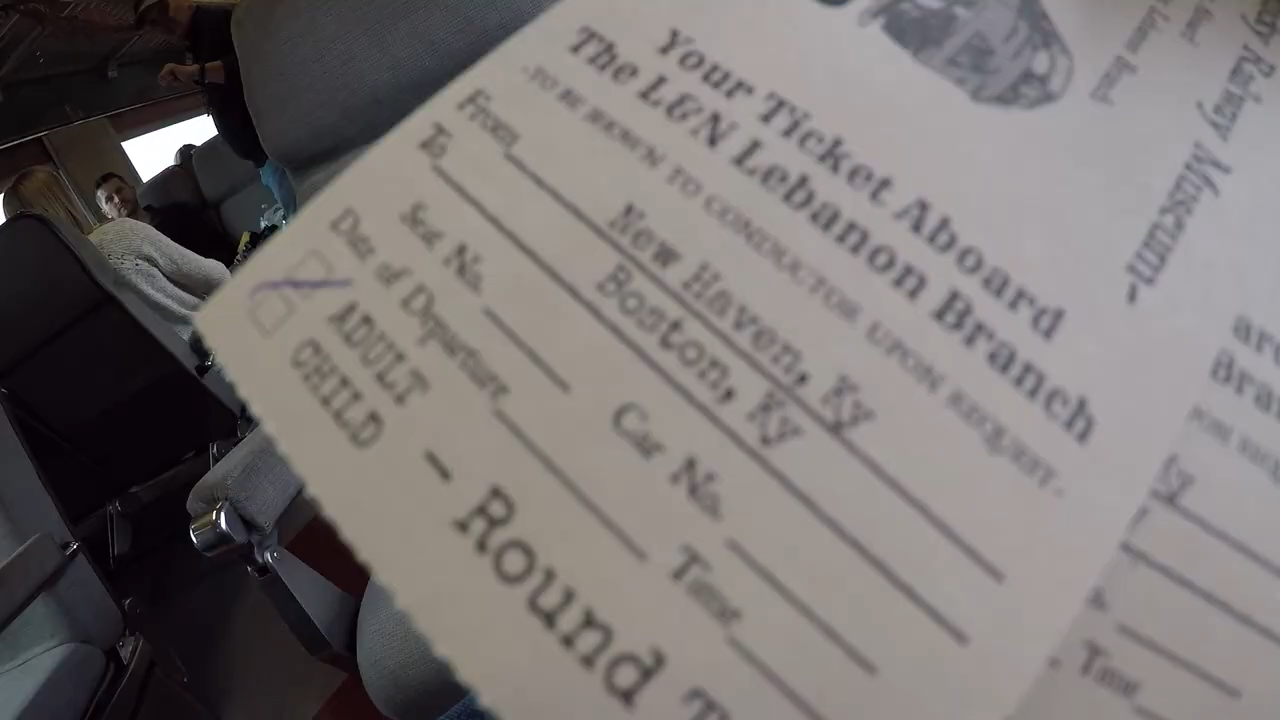 Your Ticket Aboard
The L&N Lebanon Branch
-TO BE SHOWN TO CONDUCTOR UPON REQUEST.-
From New Haven, Ky
To Boston, Ky
Seat No. Car No.
Date of Departure Time
ADULT
CHILD
- Round
Railway Museum-
Time